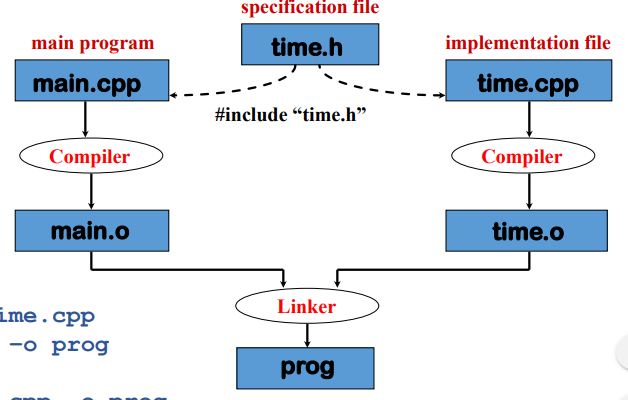 specification file
main program
time.h
implementation file
main.cpp
time.cpp
#include “time.h”
Compiler
Compiler
main.o
time.o
Linker
ime.cpp
–o prog
prog